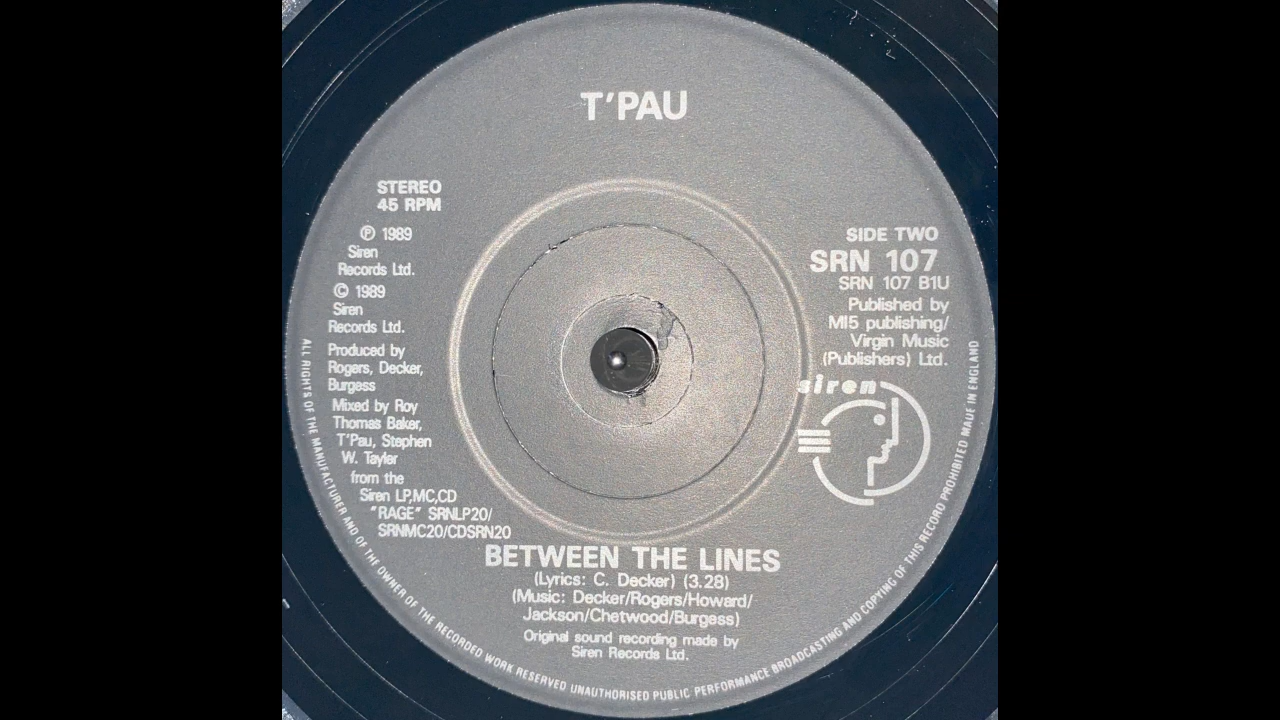 T'PAU
STEREO
45 RPM
℗ 1989
Siren
Records Ltd.
© 1989
Siren
Records Ltd.
Produced by
Rogers, Decker,
Burgess
Mixed by Roy
Thomas Baker,
T'Pau, Stephen
W. Tayler
from the
Siren LP,MC,CD
"RAGE" SRNLP20/
SRNMC20/CDSRN20
SIDE TWO
SRN 107
SRN 107 B1U
Published by
MI5 publishing/
Virgin Music
(Publishers) Ltd.
siren
BETWEEN THE LINES
(Lyrics: C. Decker) (3.28)
(Music: Decker/Rogers/Howard/
Jackson/Chetwood/Burgess)
Original sound recording made by
Siren Records Ltd.
ALL RIGHTS OF THE MANUFACTURER AND OF THE OWNER OF THE RECORDED WORK RESERVED UNAUTHORISED PUBLIC PERFORMANCE BROADCASTING AND COPYING OF THIS RECORD PROHIBITED MADE IN ENGLAND